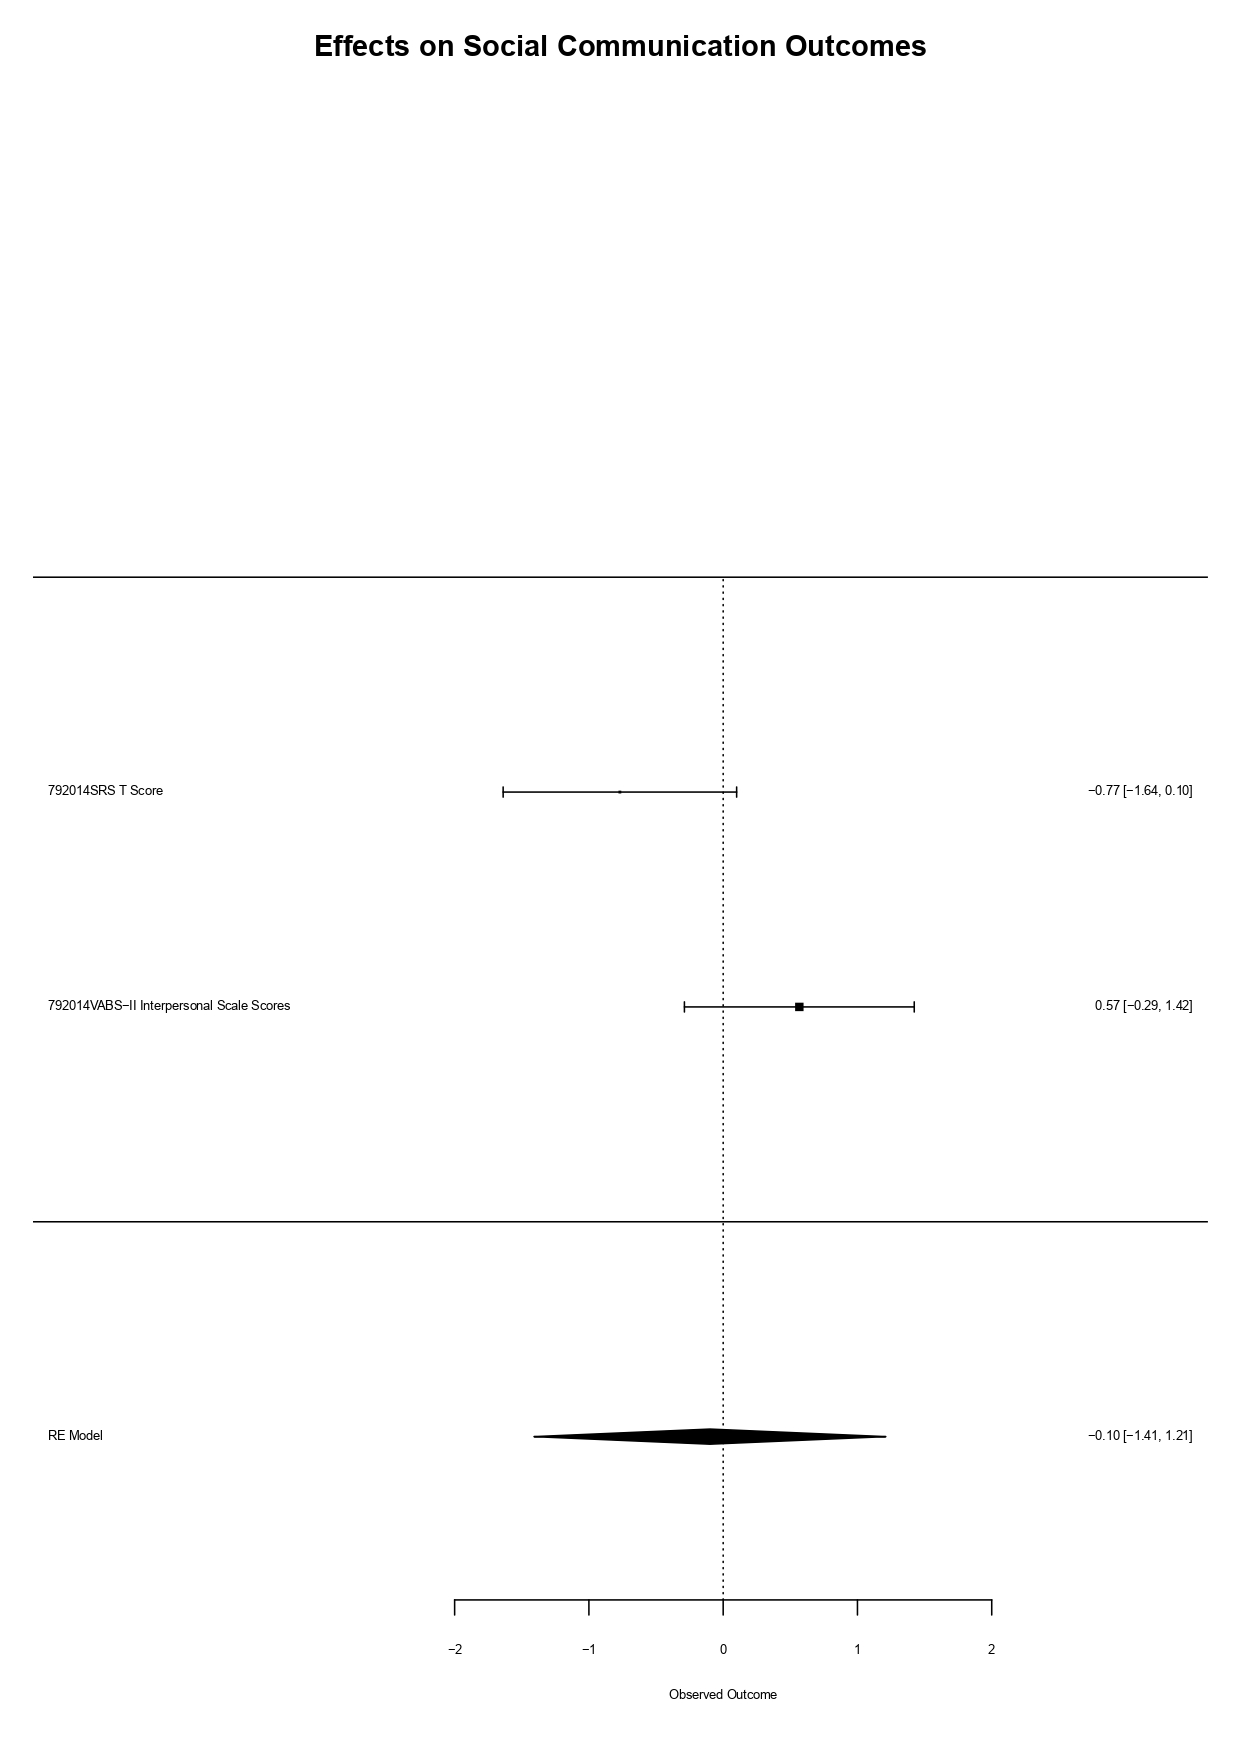 Effects on Social Communication Outcomes
792014SRS T Score −0.77 [−1.64, 0.10]
792014VABS−II Interpersonal Scale Scores 0.57 [−0.29, 1.42]
RE Model −0.10 [−1.41, 1.21]
−2 −1 0 1 2
Observed Outcome